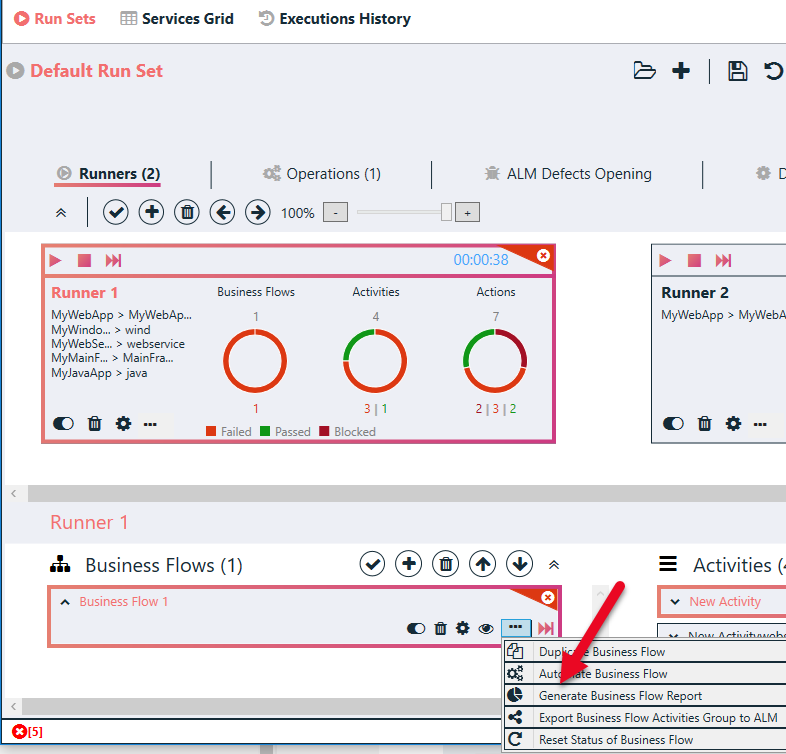 Run Sets
Services Grid
Executions History
Default Run Set
Runners (2)
Operations (1)
ALM Defects Opening
D
100%
-
+
00:00:38
Runner 1
MyWebApp > MyWebAp...
MyWindo... > wind
MyWebSe... > webservice
MyMainF... > MainFra...
MyJavaApp > java
Business Flows
1
1
Activities
4
3 | 1
Actions
7
2 | 3 | 2
Failed
Passed
Blocked
Runner 2
MyWebApp > MyWebA
Runner 1
Business Flows (1)
Activities (4
Business Flow 1
New Activity
New Activitywebs
Duplicate Business Flow
Automate Business Flow
Generate Business Flow Report
Export Business Flow Activities Group to ALM
Reset Status of Business Flow
[5]